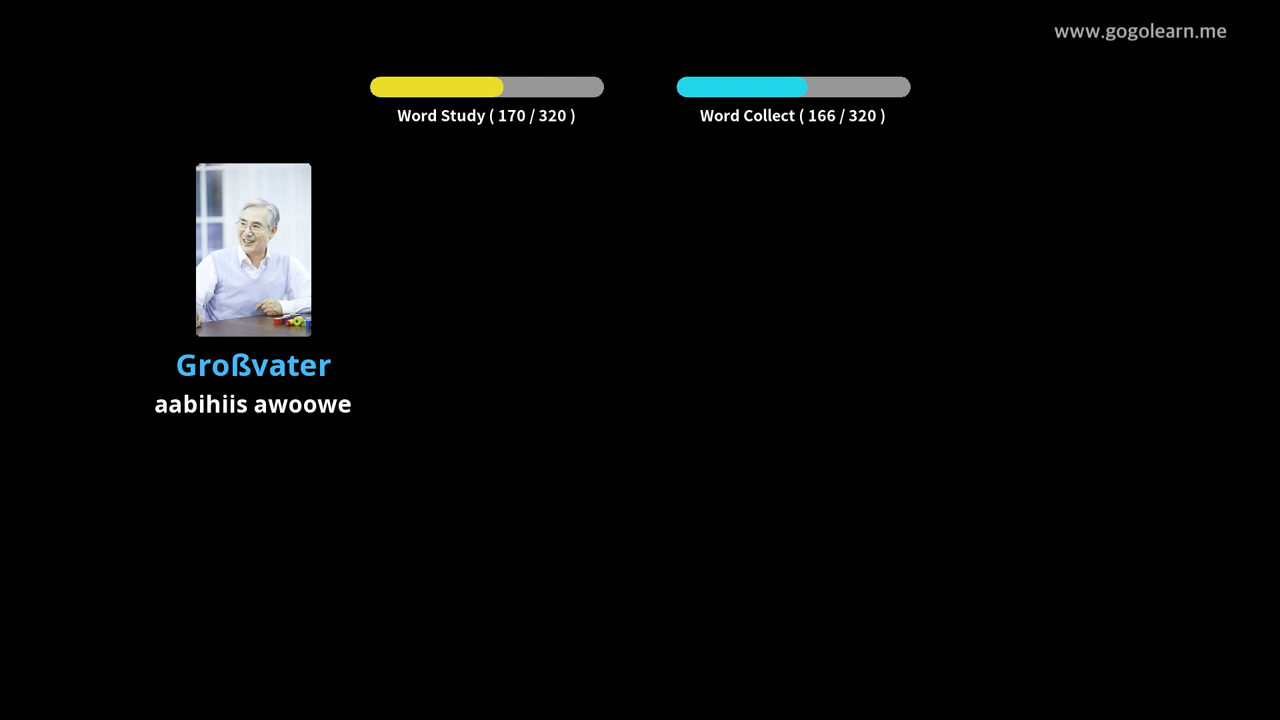 www.gogolearn.me
Word Study ( 170 / 320 )
Word Collect ( 166 / 320 )
Großvater
aabihiis awoowe